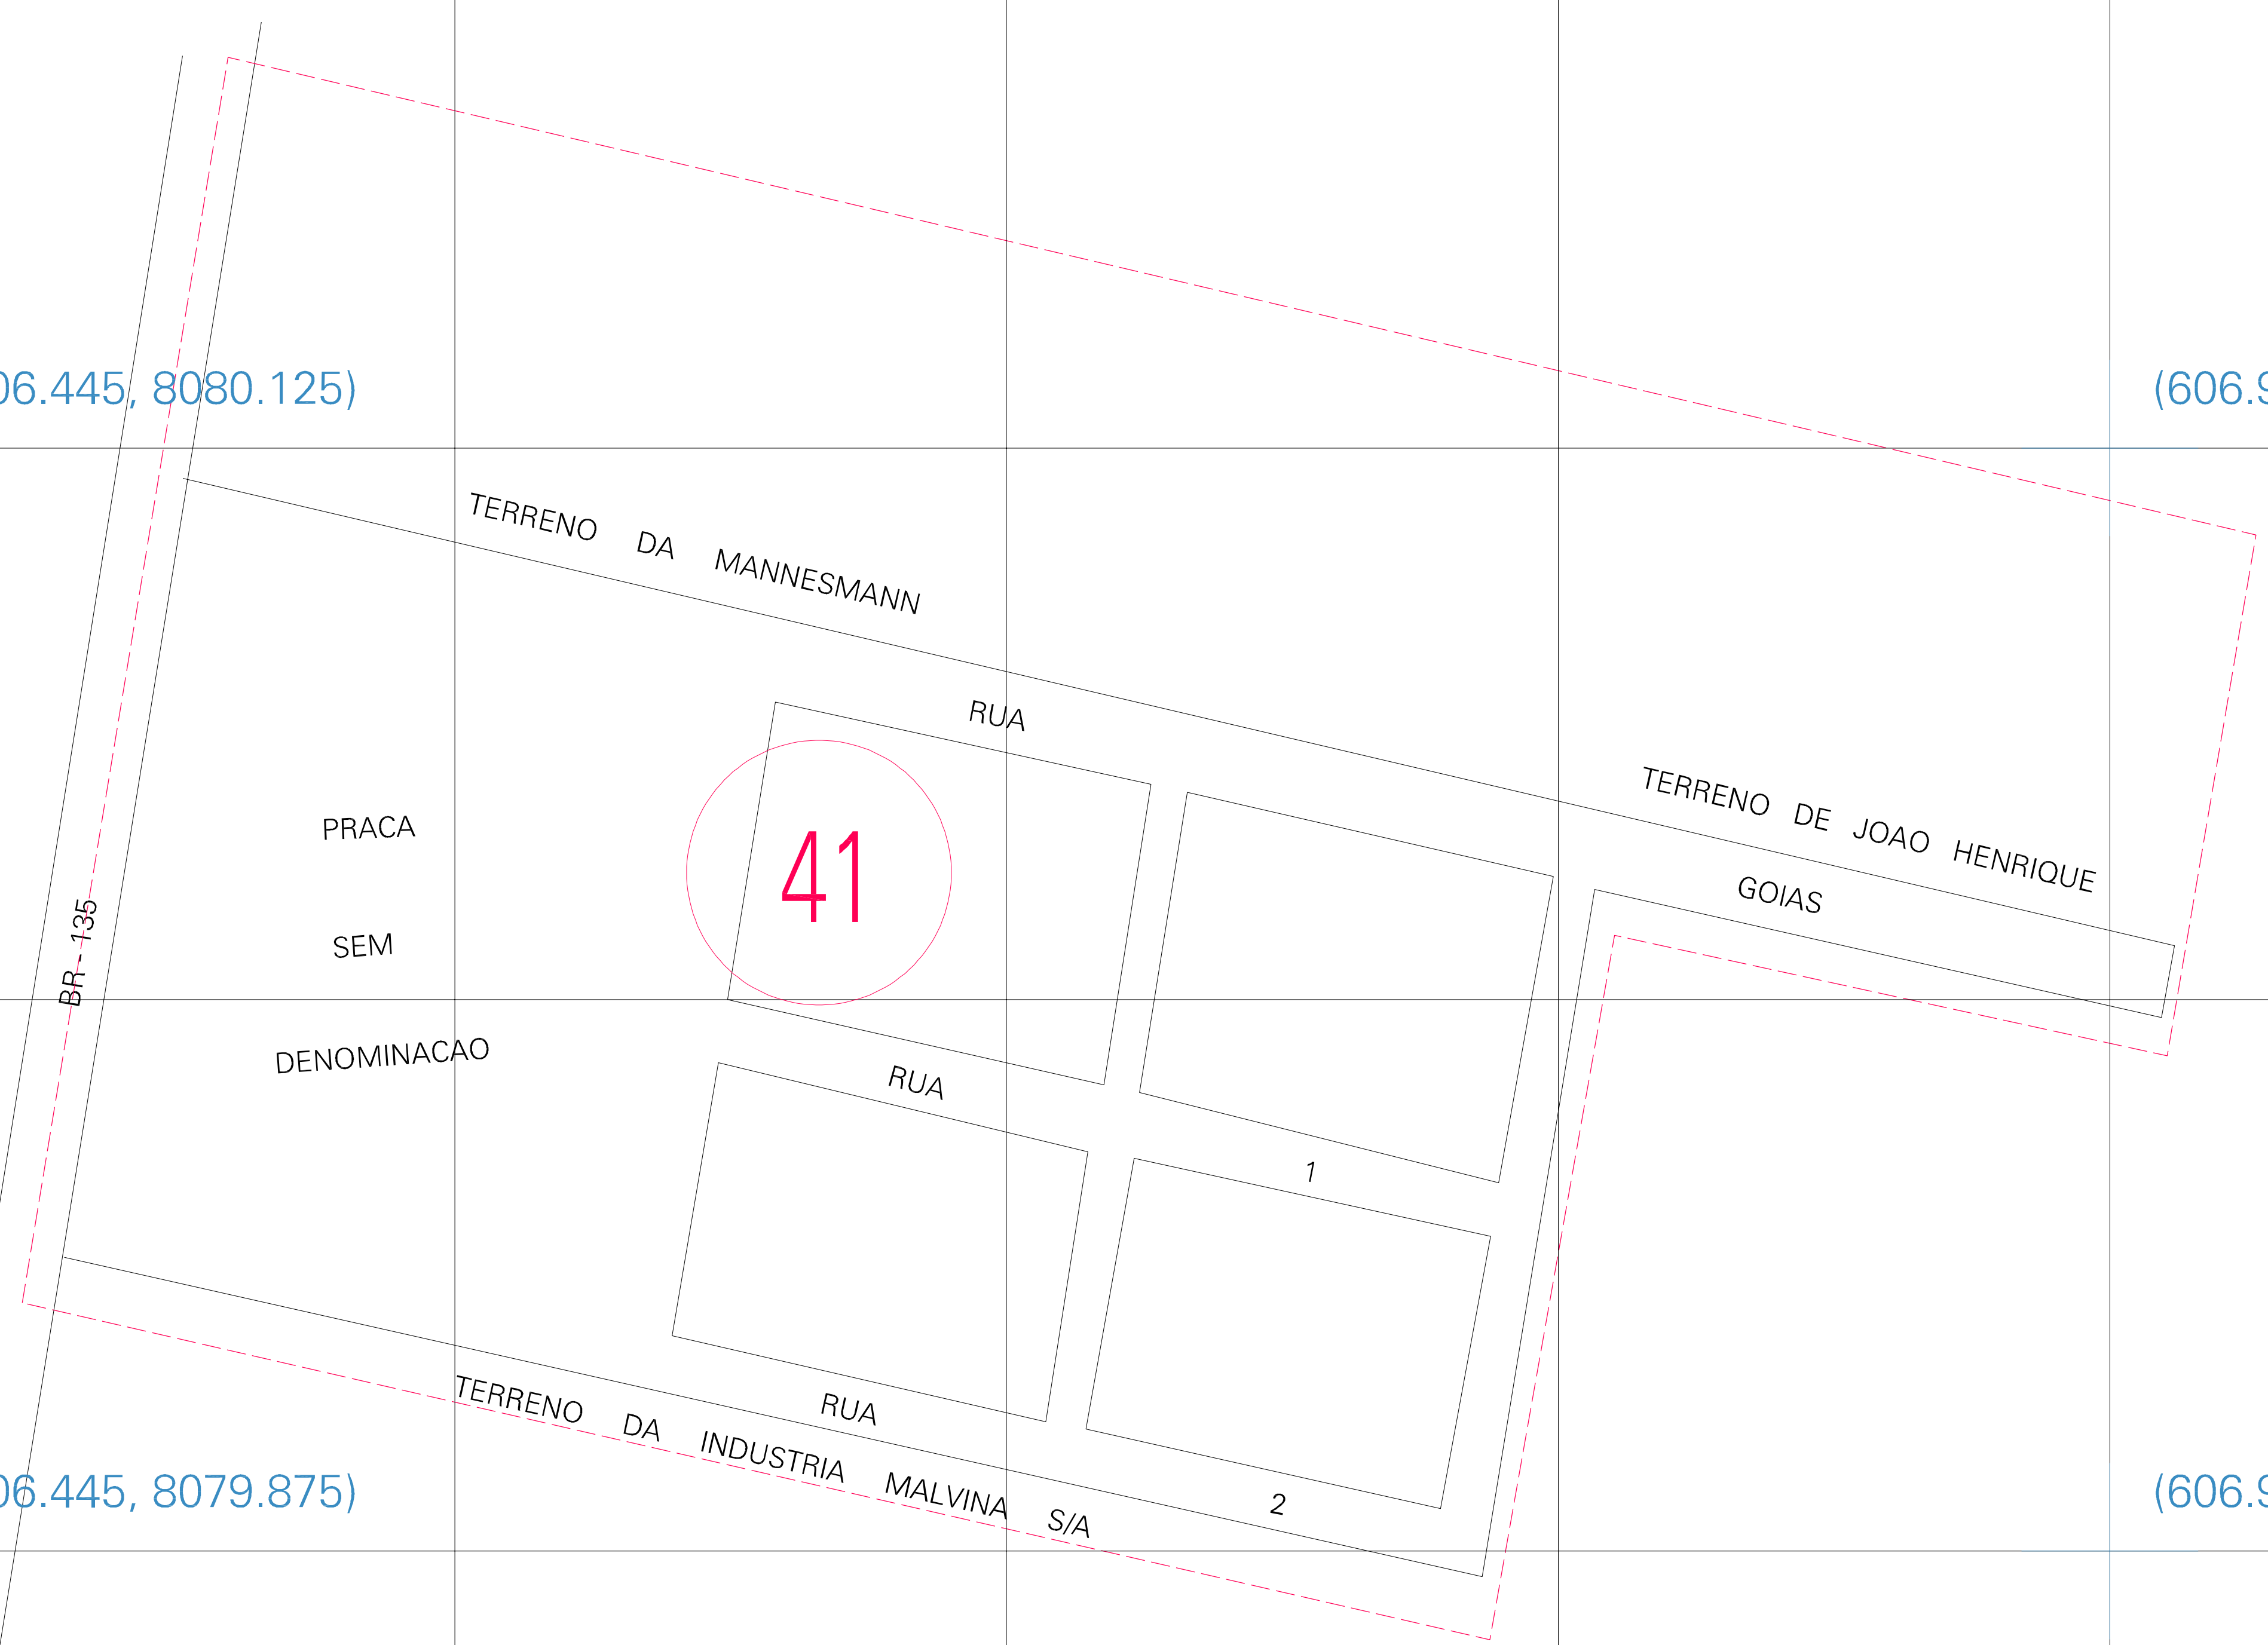 06.445, 8080.125)
(606.9
TERRENO DA MANNESMANN
RUA
GOIAS
TERRENO DE JOAO HENRIQUE
PRACA
SEM
DENOMINACAO
41
BR-135
RUA
1
RUA
2
TERRENO DA INDUSTRIA MALVINA S/A
06.445, 8079.875)
(606.9